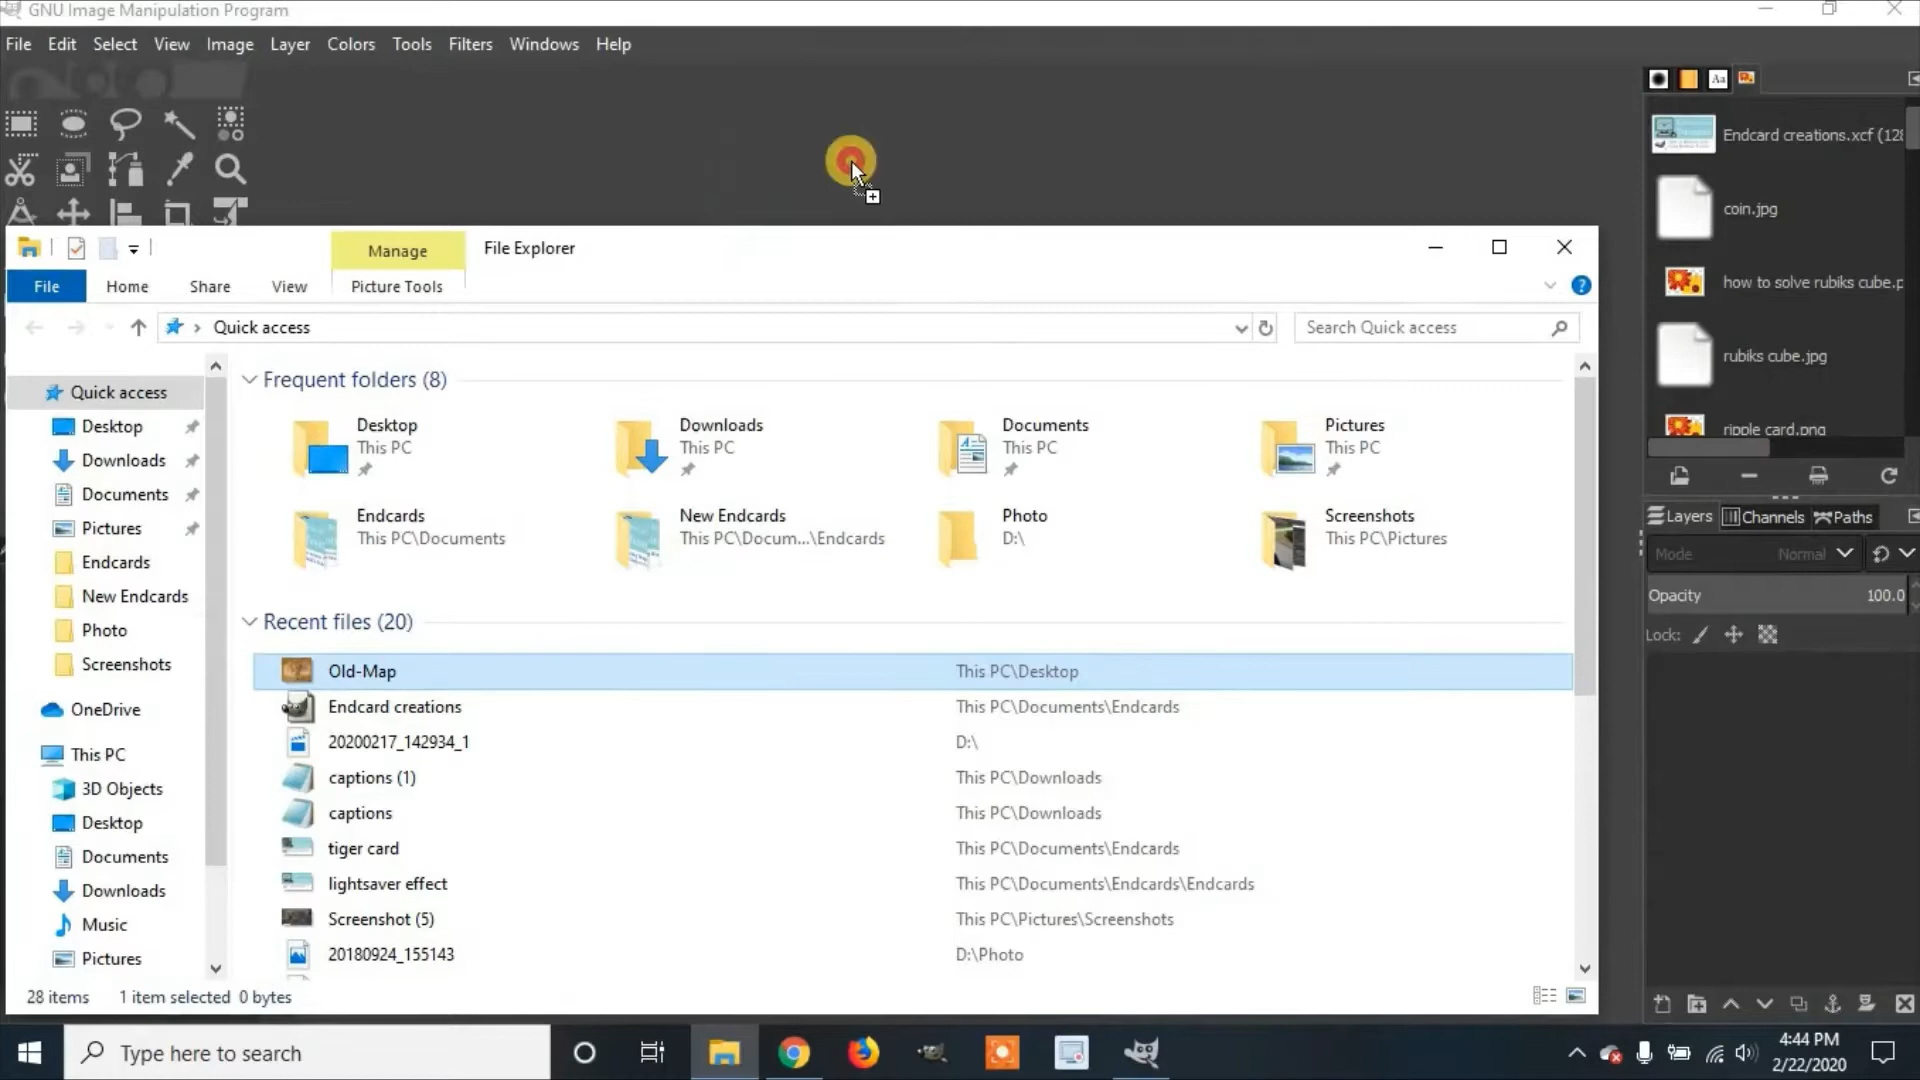 GNU Image Manipulation Program
File Edit Select View Image Layer Colors Tools Filters Windows Help
Aa
Endcard creations.xcf (128
coin.jpg
how to solve rubiks cube.p
rubiks cube.jpg
ripple card.png
Manage File Explorer
File Home Share View Picture Tools
Quick access
Search Quick access
Quick access
Desktop
Downloads
Documents
Pictures
Endcards
New Endcards
Photo
Screenshots
OneDrive
This PC
3D Objects
Desktop
Documents
Downloads
Music
Pictures
Frequent folders (8)
Desktop
This PC
Downloads
This PC
Documents
This PC
Pictures
This PC
Endcards
This PC\Documents
New Endcards
This PC\Docum...\Endcards
Photo
D:\
Screenshots
This PC\Pictures
Recent files (20)
Old-Map This PC\Desktop
Endcard creations This PC\Documents\Endcards
20200217_142934_1 D:\
captions (1) This PC\Downloads
captions This PC\Downloads
tiger card This PC\Documents\Endcards
lightsaver effect This PC\Documents\Endcards\Endcards
Screenshot (5) This PC\Pictures\Screenshots
20180924_155143 D:\Photo
28 items 1 item selected 0 bytes
Layers Channels Paths
Mode Normal
Opacity 100.0
Lock:
Type here to search
4:44 PM
2/22/2020